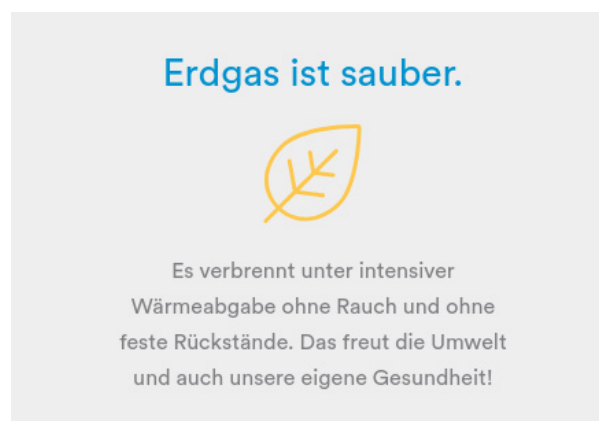 Erdgas ist sauber.
Es verbrennt unter intensiver
Wärmeabgabe ohne Rauch und ohne
feste Rückstände. Das freut die Umwelt
und auch unsere eigene Gesundheit!